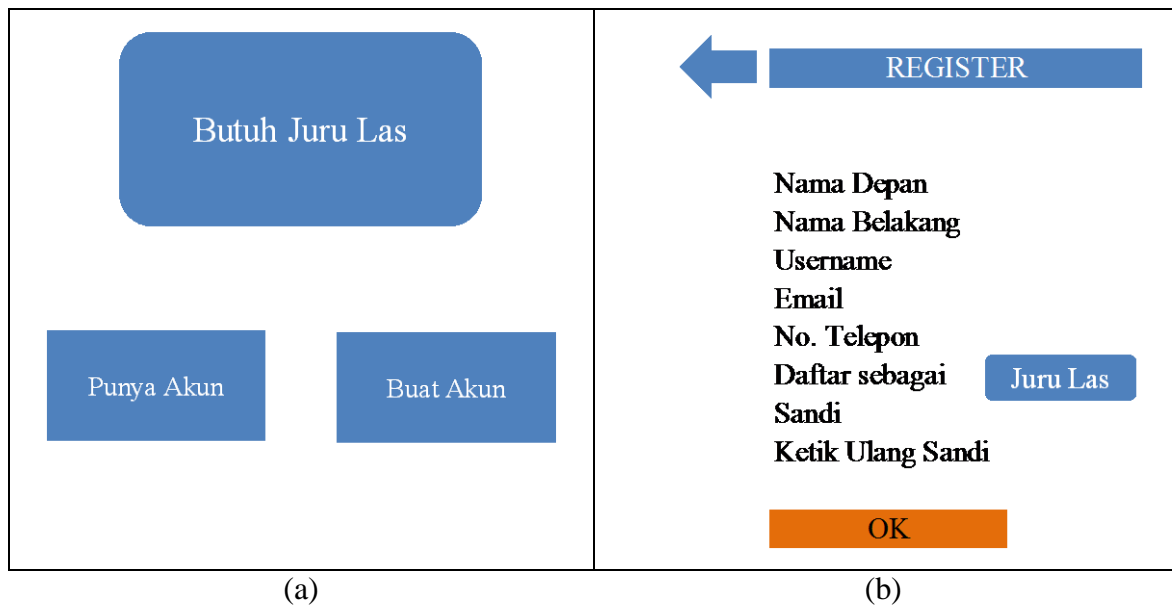 Butuh Juru Las
Punya Akun
Buat Akun
(a)
REGISTER
Nama Depan
Nama Belakang
Username
Email
No. Telepon
Daftar sebagai Juru Las
Sandi
Ketik Ulang Sandi
OK
(b)